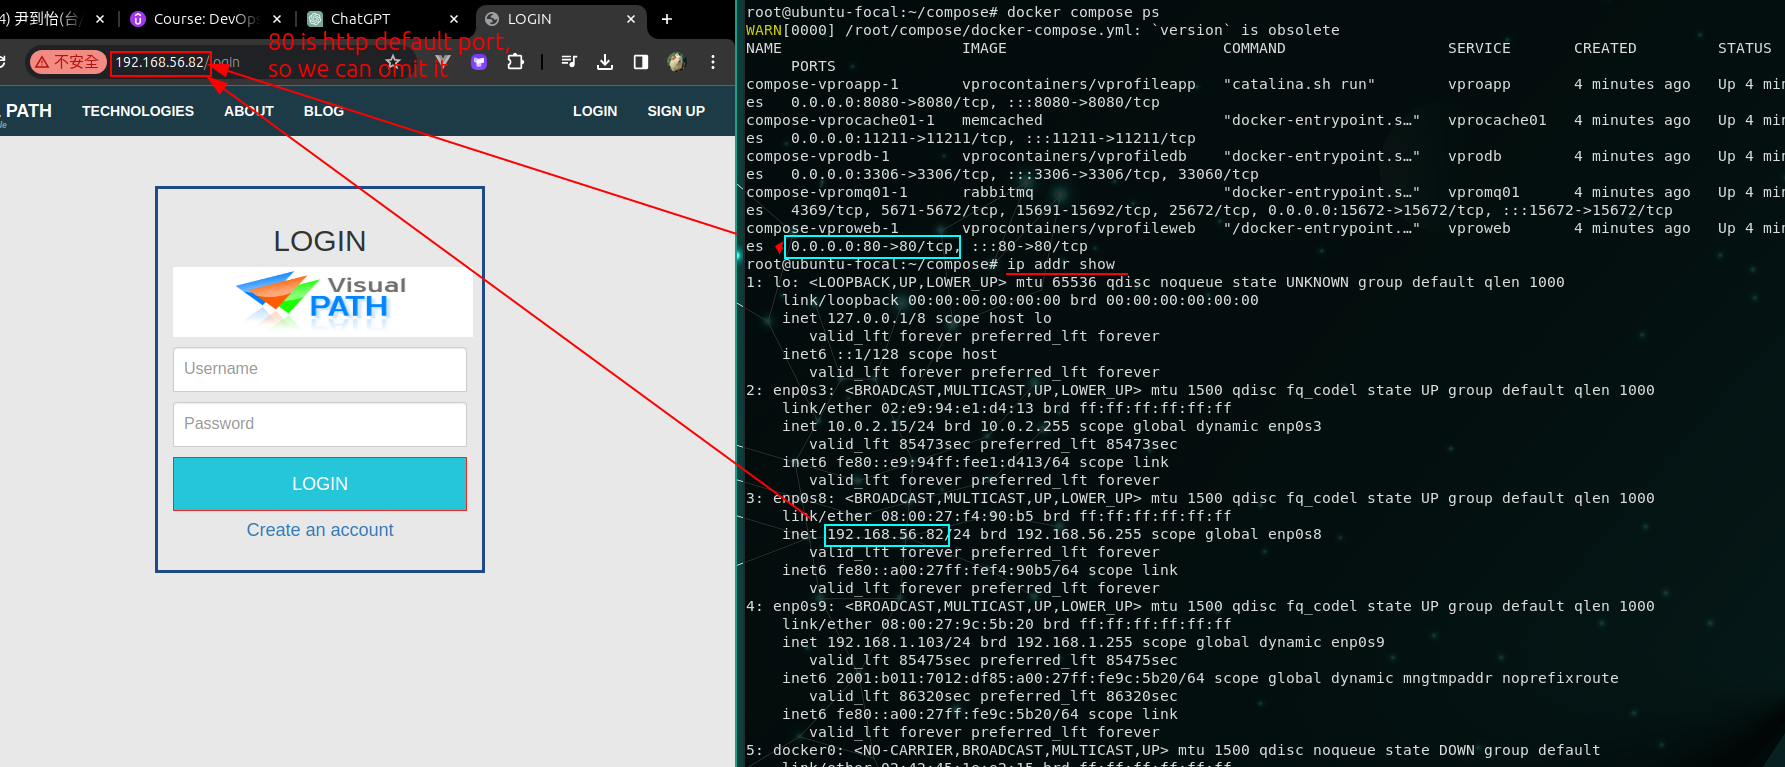 4) 尹到怡(台
Course: DevOps
ChatGPT
LOGIN
80 is http default port,
so we can omit it
不安全
192.168.56.82/login
PATH
TECHNOLOGIES
ABOUT
BLOG
LOGIN
SIGN UP
LOGIN
Visual
PATH
Username
Password
LOGIN
Create an account
root@ubuntu-focal:~/compose# docker compose ps
WARN[0000] /root/compose/docker-compose.yml: `version` is obsolete
NAME IMAGE COMMAND SERVICE CREATED STATUS
PORTS
compose-vproapp-1 vprocontainers/vprofileapp "catalina.sh run" vproapp 4 minutes ago Up 4 min
es 0.0.0.0:8080->8080/tcp, :::8080->8080/tcp
compose-vprocache01-1 memcached "docker-entrypoint.s…" vprocache01 4 minutes ago Up 4 min
es 0.0.0.0:11211->11211/tcp, :::11211->11211/tcp
compose-vprodb-1 vprocontainers/vprofiledb "docker-entrypoint.s…" vprodb 4 minutes ago Up 4 min
es 0.0.0.0:3306->3306/tcp, :::3306->3306/tcp, 33060/tcp
compose-vpromq01-1 rabbitmq "docker-entrypoint.s…" vpromq01 4 minutes ago Up 4 min
es 4369/tcp, 5671-5672/tcp, 15691-15692/tcp, 25672/tcp, 0.0.0.0:15672->15672/tcp, :::15672->15672/tcp
compose-vproweb-1 vprocontainers/vprofileweb "/docker-entrypoint.…" vproweb 4 minutes ago Up 4 min
es 0.0.0.0:80->80/tcp, :::80->80/tcp
root@ubuntu-focal:~/compose# ip addr show
1: lo: <LOOPBACK,UP,LOWER_UP> mtu 65536 qdisc noqueue state UNKNOWN group default qlen 1000
link/loopback 00:00:00:00:00:00 brd 00:00:00:00:00:00
inet 127.0.0.1/8 scope host lo
valid_lft forever preferred_lft forever
inet6 ::1/128 scope host
valid_lft forever preferred_lft forever
2: enp0s3: <BROADCAST,MULTICAST,UP,LOWER_UP> mtu 1500 qdisc fq_codel state UP group default qlen 1000
link/ether 02:e9:94:e1:d4:13 brd ff:ff:ff:ff:ff:ff
inet 10.0.2.15/24 brd 10.0.2.255 scope global dynamic enp0s3
valid_lft 85473sec preferred_lft 85473sec
inet6 fe80::e9:94ff:fee1:d413/64 scope link
valid_lft forever preferred_lft forever
3: enp0s8: <BROADCAST,MULTICAST,UP,LOWER_UP> mtu 1500 qdisc fq_codel state UP group default qlen 1000
link/ether 08:00:27:f4:90:b5 brd ff:ff:ff:ff:ff:ff
inet 192.168.56.82/24 brd 192.168.56.255 scope global enp0s8
valid_lft forever preferred_lft forever
inet6 fe80::a00:27ff:fef4:90b5/64 scope link
valid_lft forever preferred_lft forever
4: enp0s9: <BROADCAST,MULTICAST,UP,LOWER_UP> mtu 1500 qdisc fq_codel state UP group default qlen 1000
link/ether 08:00:27:9c:5b:20 brd ff:ff:ff:ff:ff:ff
inet 192.168.1.103/24 brd 192.168.1.255 scope global dynamic enp0s9
valid_lft 85475sec preferred_lft 85475sec
inet6 2001:b011:7012:df85:a00:27ff:fe9c:5b20/64 scope global dynamic mngtmpaddr noprefixroute
valid_lft 86320sec preferred_lft 86320sec
inet6 fe80::a00:27ff:fe9c:5b20/64 scope link
valid_lft forever preferred_lft forever
5: docker0: <NO-CARRIER,BROADCAST,MULTICAST,UP> mtu 1500 qdisc noqueue state DOWN group default